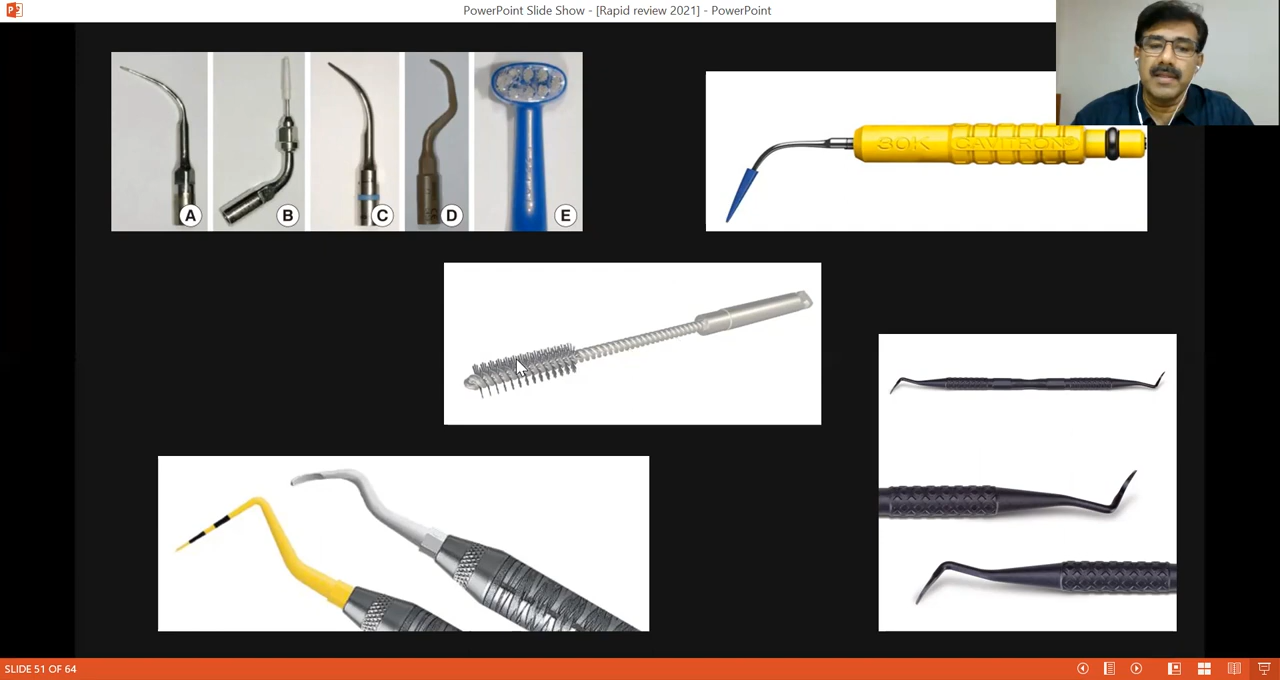 PowerPoint Slide Show - [Rapid review 2021] - PowerPoint
A B C D E
30K CAVITRON®
SLIDE 51 OF 64